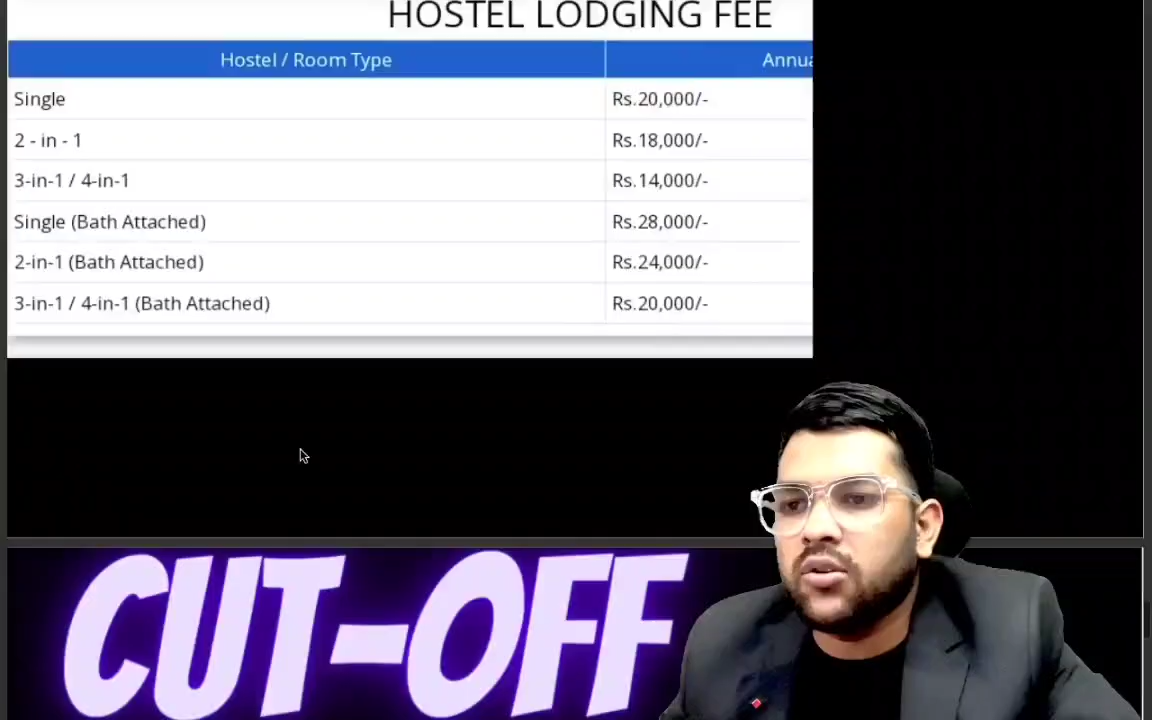 HOSTEL LODGING FEE
Hostel / Room Type
Single Rs.20,000/-
2 - in - 1 Rs.18,000/-
3-in-1 / 4-in-1 Rs.14,000/-
Single (Bath Attached) Rs.28,000/-
2-in-1 (Bath Attached) Rs.24,000/-
3-in-1 / 4-in-1 (Bath Attached) Rs.20,000/-
CUT-OFF